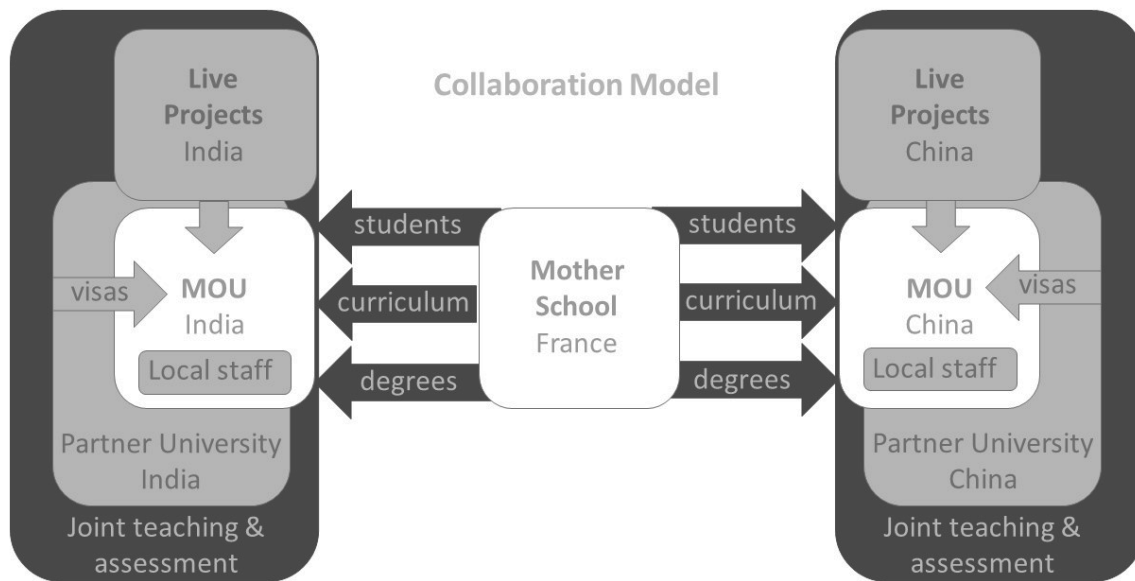 Collaboration Model
Live
Projects
India
visas
MOU
India
Local staff
Partner University
India
Joint teaching &
assessment
students
curriculum
degrees
Mother
School
France
students
curriculum
degrees
Live
Projects
China
MOU
China
visas
Local staff
Partner University
China
Joint teaching &
assessment